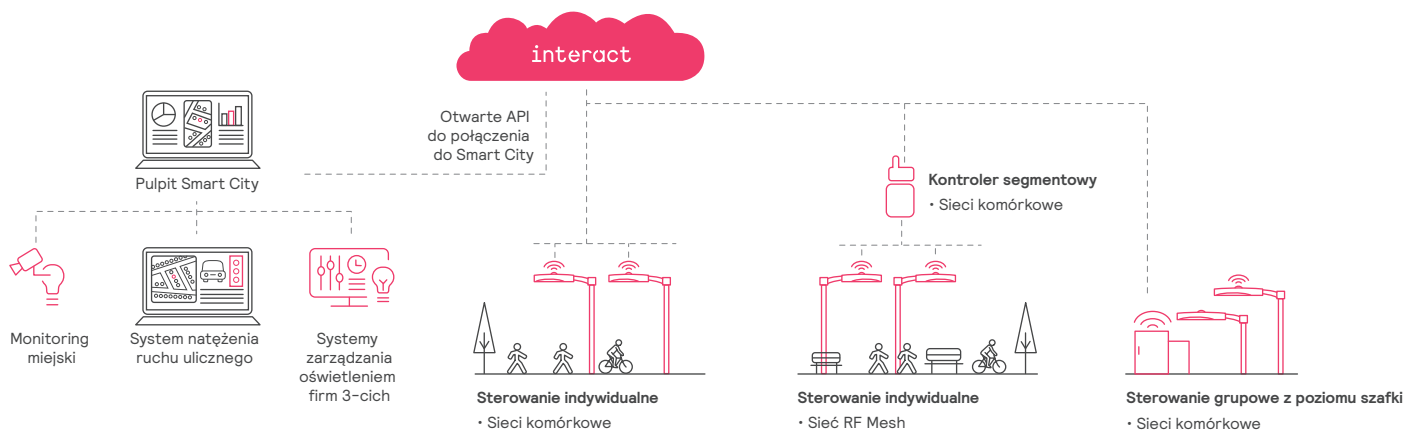 interact
Otwarte API
do połączenia
do Smart City
Pulpit Smart City
Kontroler segmentowy
• Sieci komórkowe
Monitoring
miejski
System natężenia
ruchu ulicznego
Systemy
zarządzania
oświetleniem
firm 3-cich
Sterowanie indywidualne
• Sieci komórkowe
Sterowanie indywidualne
• Sieć RF Mesh
Sterowanie grupowe z poziomu szafki
• Sieci komórkowe